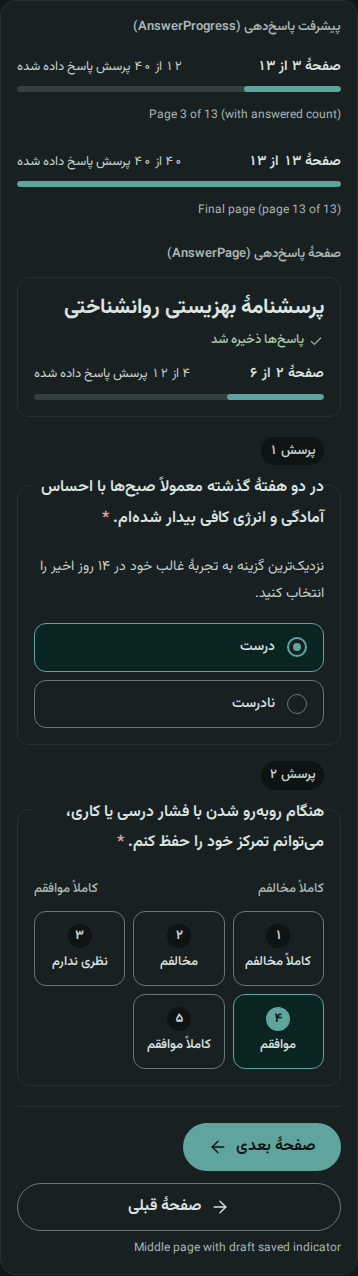 پیشرفت پاسخ‌دهی (AnswerProgress)
صفحهٔ ۳ از ۱۳
۱۲ از ۴۰ پرسش پاسخ داده شده
Page 3 of 13 (with answered count)
صفحهٔ ۱۳ از ۱۳
۴۰ از ۴۰ پرسش پاسخ داده شده
Final page (page 13 of 13)
صفحهٔ پاسخ‌دهی (AnswerPage)
پرسشنامهٔ بهزیستی روانشناختی
پاسخ‌ها ذخیره شد
صفحهٔ ۲ از ۶
۴ از ۱۲ پرسش پاسخ داده شده
پرسش ۱
در دو هفتهٔ گذشته معمولاً صبح‌ها با احساس
آمادگی و انرژی کافی بیدار شده‌ام. *
نزدیک‌ترین گزینه به تجربهٔ غالب خود در ۱۴ روز اخیر را
انتخاب کنید.
درست
نادرست
پرسش ۲
هنگام روبه‌رو شدن با فشار درسی یا کاری،
می‌توانم تمرکز خود را حفظ کنم. *
کاملاً مخالفم
کاملاً موافقم
۱
کاملاً مخالفم
۲
مخالفم
۳
نظری ندارم
۴
موافقم
۵
کاملاً موافقم
صفحهٔ بعدی
صفحهٔ قبلی
Middle page with draft saved indicator